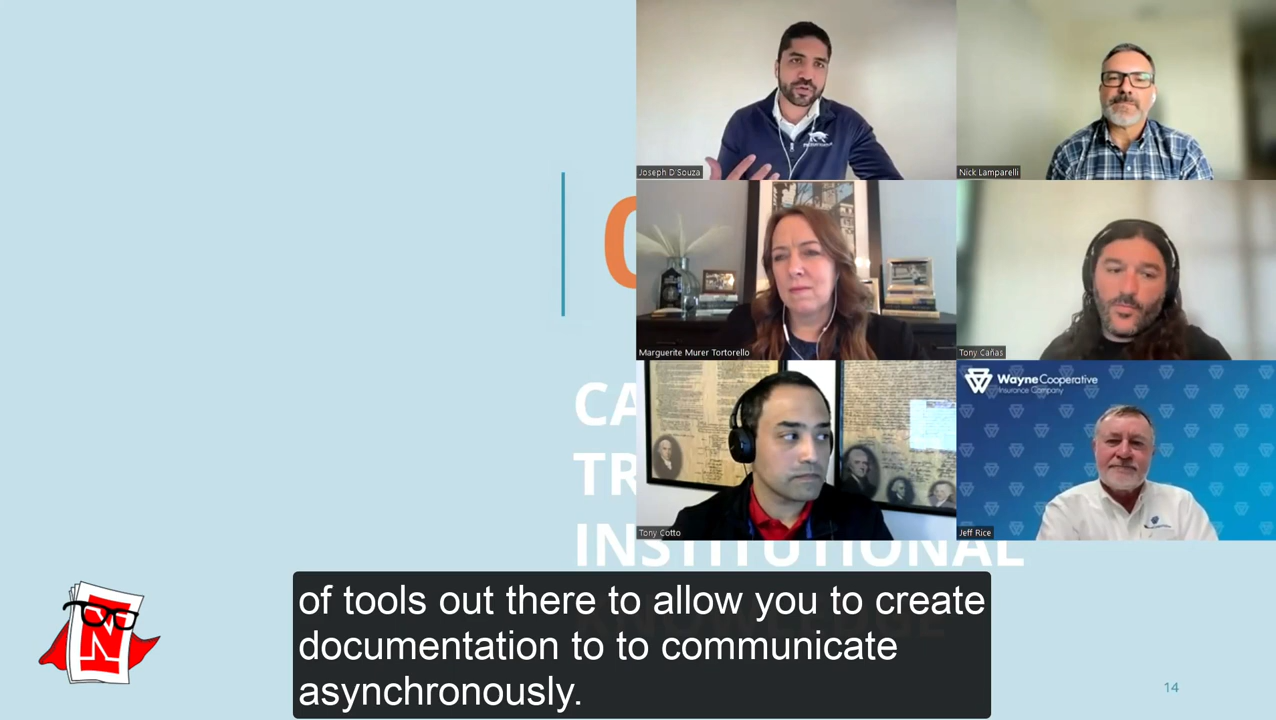 Joseph D'Souza
Nick Lamparelli
Marguerite Murer Tortorello
Tony Cañas
Wayne Cooperative
Insurance Company
Tony Cotto
Jeff Rice
CA
TR
INSTITUTIONAL
N
of tools out there to allow you to create
documentation to to communicate
asynchronously.
14